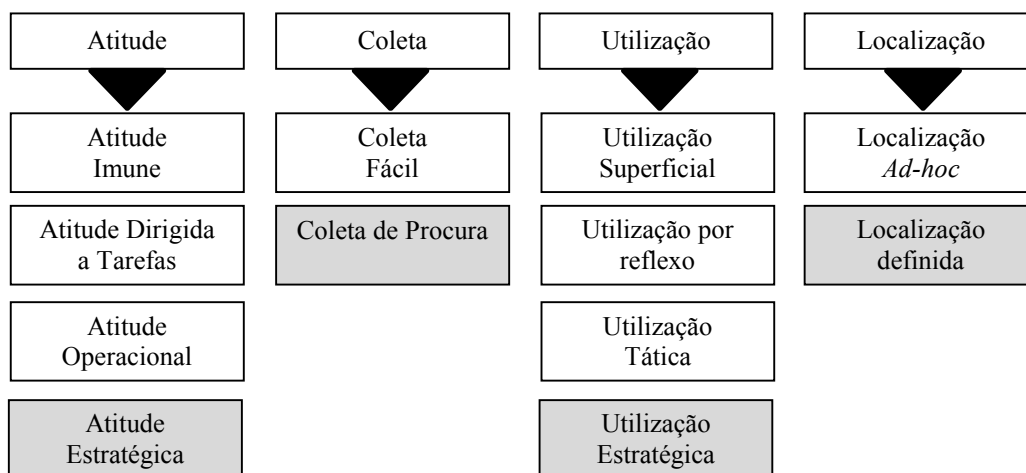 Atitude
Coleta
Utilização
Localização
Atitude
Imune
Coleta
Fácil
Utilização
Superficial
Localização
Ad-hoc
Atitude Dirigida
a Tarefas
Coleta de Procura
Utilização por
reflexo
Localização
definida
Atitude
Operacional
Utilização
Tática
Atitude
Estratégica
Utilização
Estratégica